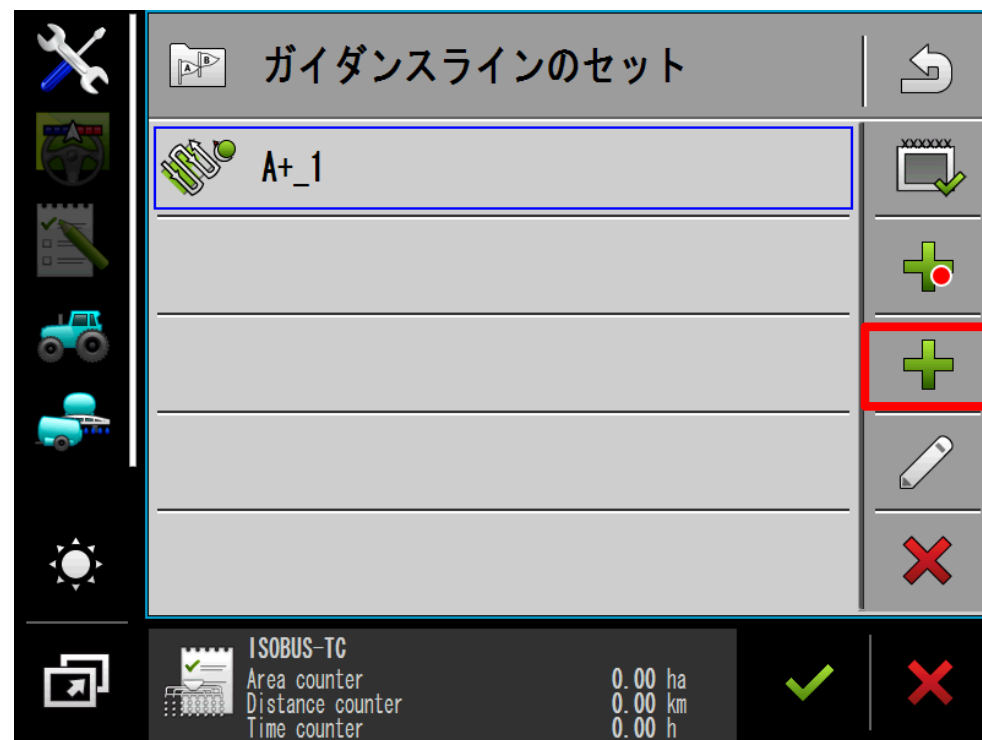 A B ガイダンスラインのセット
XXXXXX
A+_1
ISOBUS-TC
Area counter 0.00 ha
Distance counter 0.00 km
Time counter 0.00 h